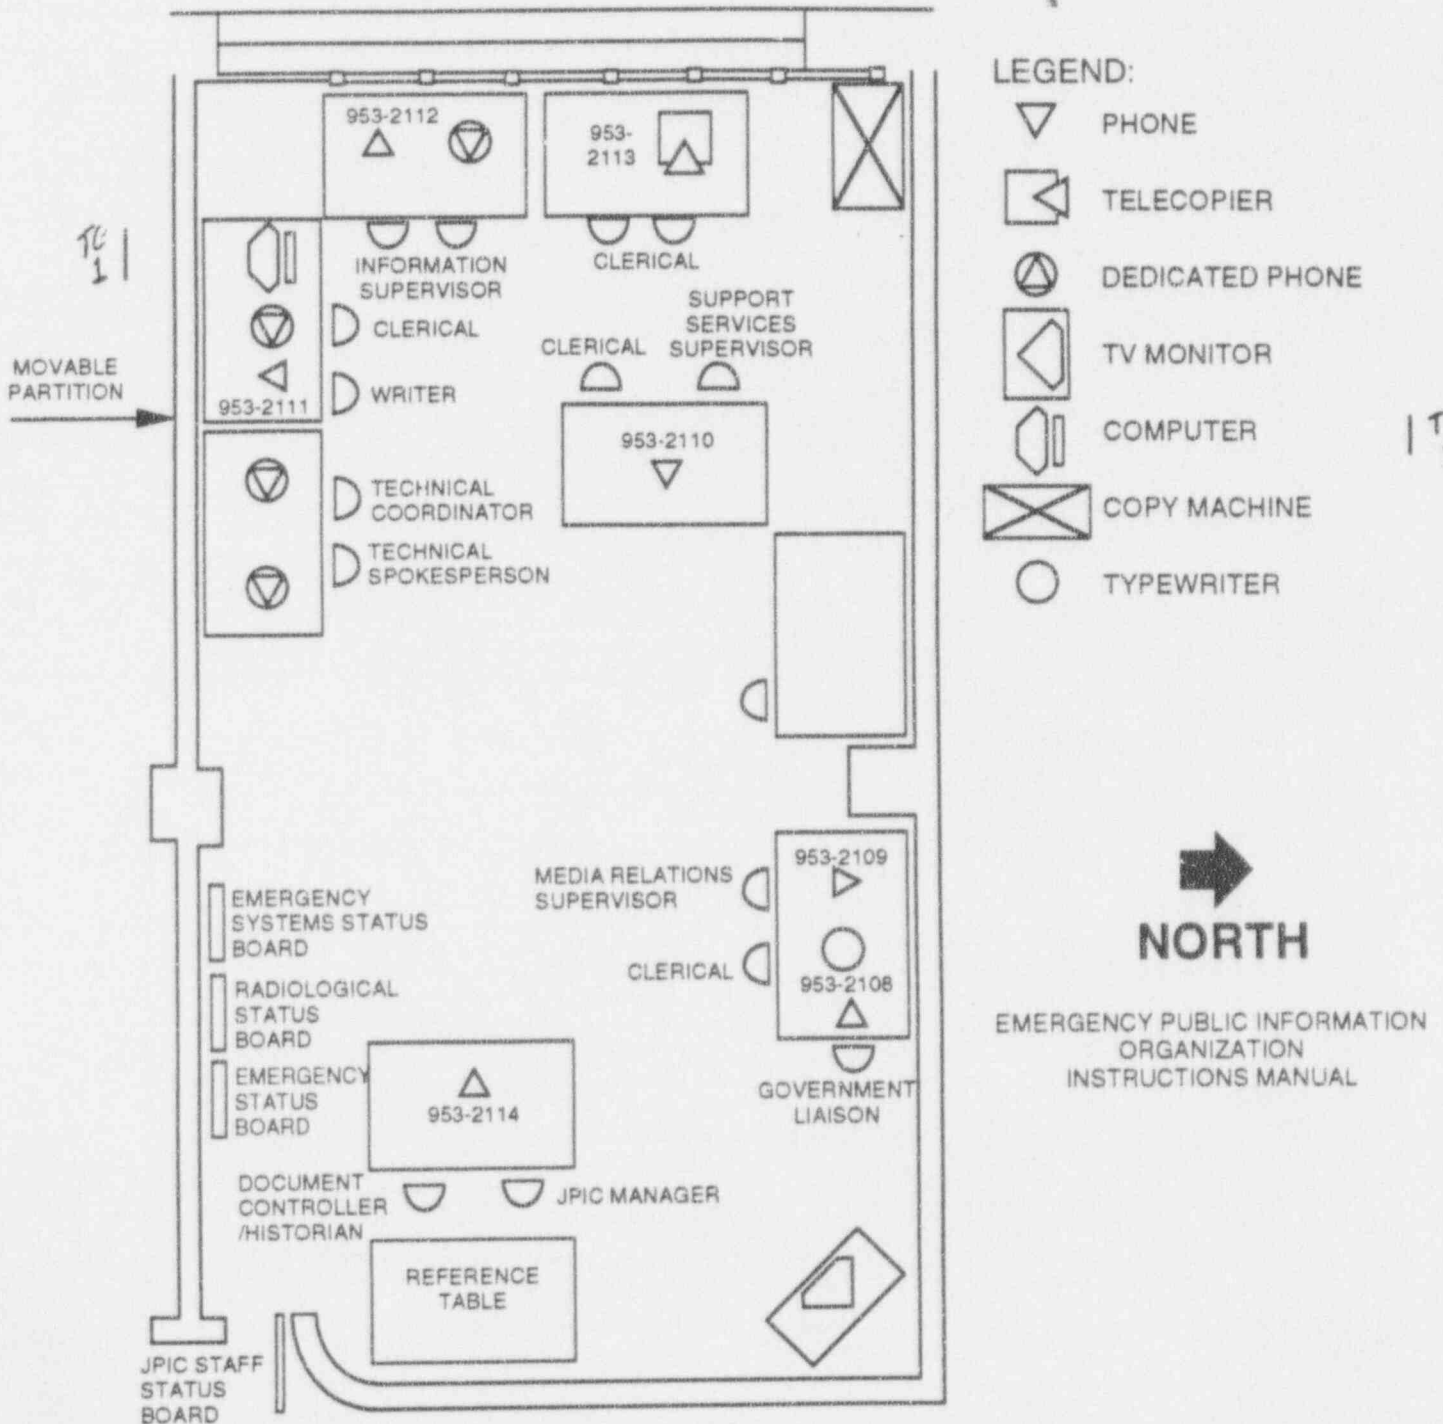 LEGEND:
PHONE
TELECOPIER
DEDICATED PHONE
TV MONITOR
COMPUTER
COPY MACHINE
TYPEWRITER
953-2112
953-
2113
INFORMATION
SUPERVISOR
CLERICAL
TC
1
CLERICAL
WRITER
953-2111
MOVABLE
PARTITION
SUPPORT
SERVICES
SUPERVISOR
CLERICAL
953-2110
TECHNICAL
COORDINATOR
TECHNICAL
SPOKESPERSON
MEDIA RELATIONS
SUPERVISOR
953-2109
CLERICAL
953-2108
GOVERNMENT
LIAISON
EMERGENCY
SYSTEMS STATUS
BOARD
RADIOLOGICAL
STATUS
BOARD
EMERGENCY
STATUS
BOARD
953-2114
DOCUMENT
CONTROLLER
/HISTORIAN
JPIC MANAGER
REFERENCE
TABLE
JPIC STAFF
STATUS
BOARD
NORTH
EMERGENCY PUBLIC INFORMATION
ORGANIZATION
INSTRUCTIONS MANUAL